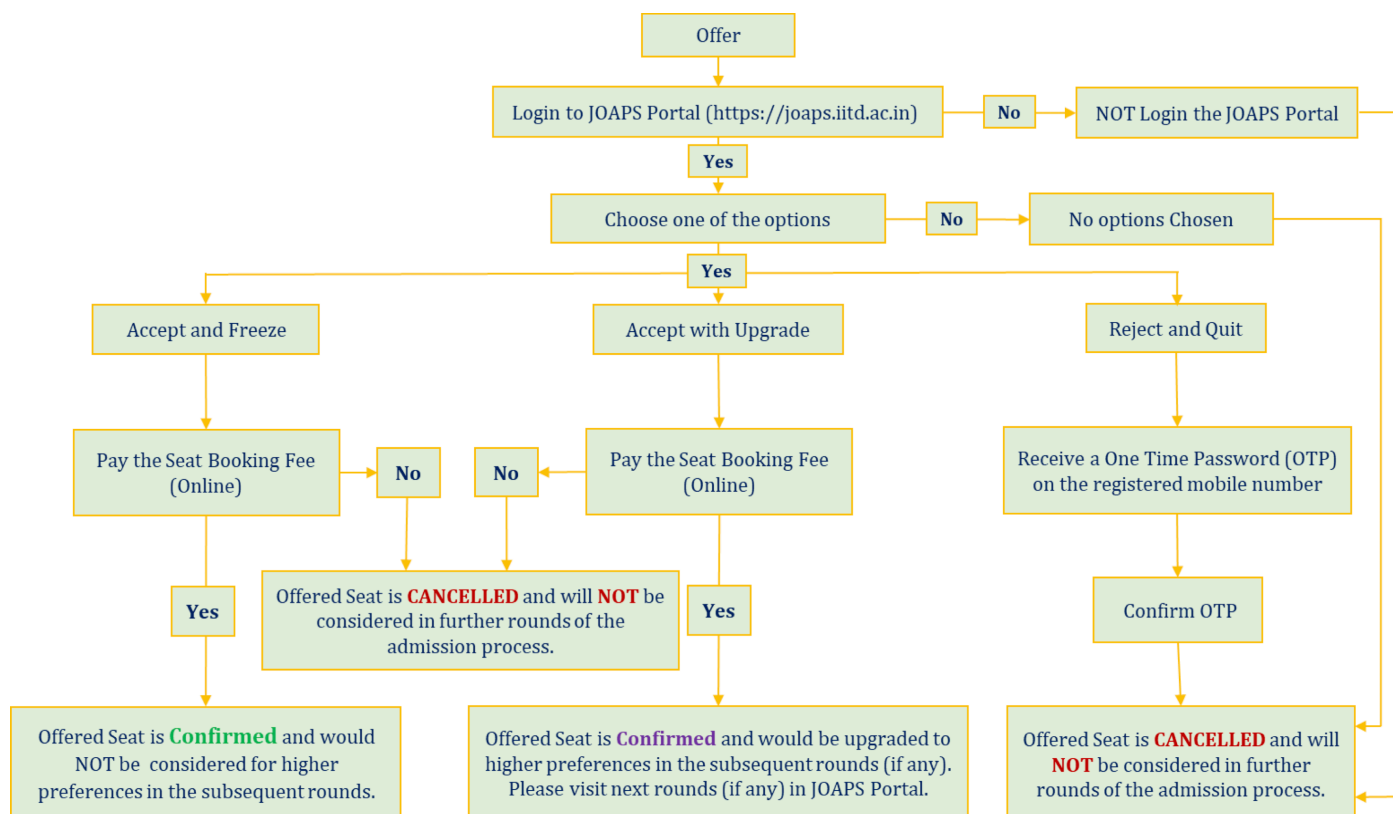 Offer
Login to JOAPS Portal (https://joaps.iitd.ac.in)
No
NOT Login the JOAPS Portal
Yes
Choose one of the options
No
No options Chosen
Yes
Accept and Freeze
Accept with Upgrade
Reject and Quit
Pay the Seat Booking Fee
(Online)
No
No
Pay the Seat Booking Fee
(Online)
Receive a One Time Password (OTP)
on the registered mobile number
Yes
Offered Seat is CANCELLED and will NOT be
considered in further rounds of the
admission process.
Yes
Confirm OTP
Offered Seat is Confirmed and would
NOT be considered for higher
preferences in the subsequent rounds.
Offered Seat is Confirmed and would be upgraded to
higher preferences in the subsequent rounds (if any).
Please visit next rounds (if any) in JOAPS Portal.
Offered Seat is CANCELLED and will
NOT be considered in further
rounds of the admission process.